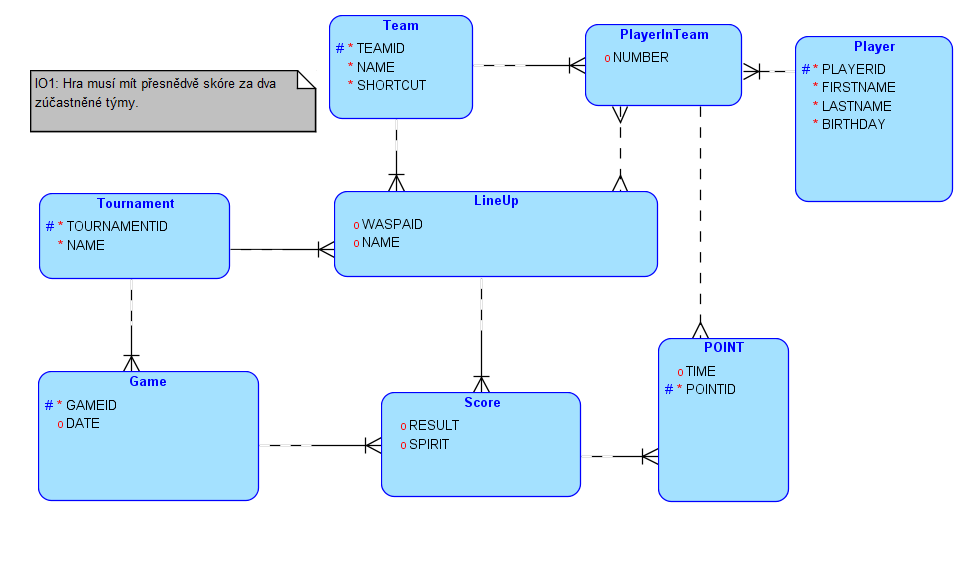 Team
# * TEAMID
* NAME
* SHORTCUT
PlayerInTeam
o NUMBER
Player
# * PLAYERID
* FIRSTNAME
* LASTNAME
* BIRTHDAY
IO1: Hra musí mít přesnědvě skóre za dva
zúčastněné týmy.
Tournament
# * TOURNAMENTID
* NAME
LineUp
o WASPAID
o NAME
Game
# * GAMEID
o DATE
Score
o RESULT
o SPIRIT
POINT
o TIME
# * POINTID